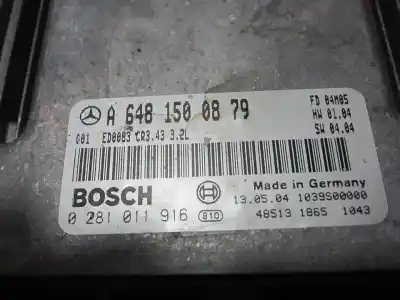 A 648 150 08 79
FD 04M05
HW 01.04
SW 04.04
G01 ED0083 CR3.43 3.2L
BOSCH
Made in Germany
0 281 011 916 810
13.05.04 1039S00000
48513 1865 1043